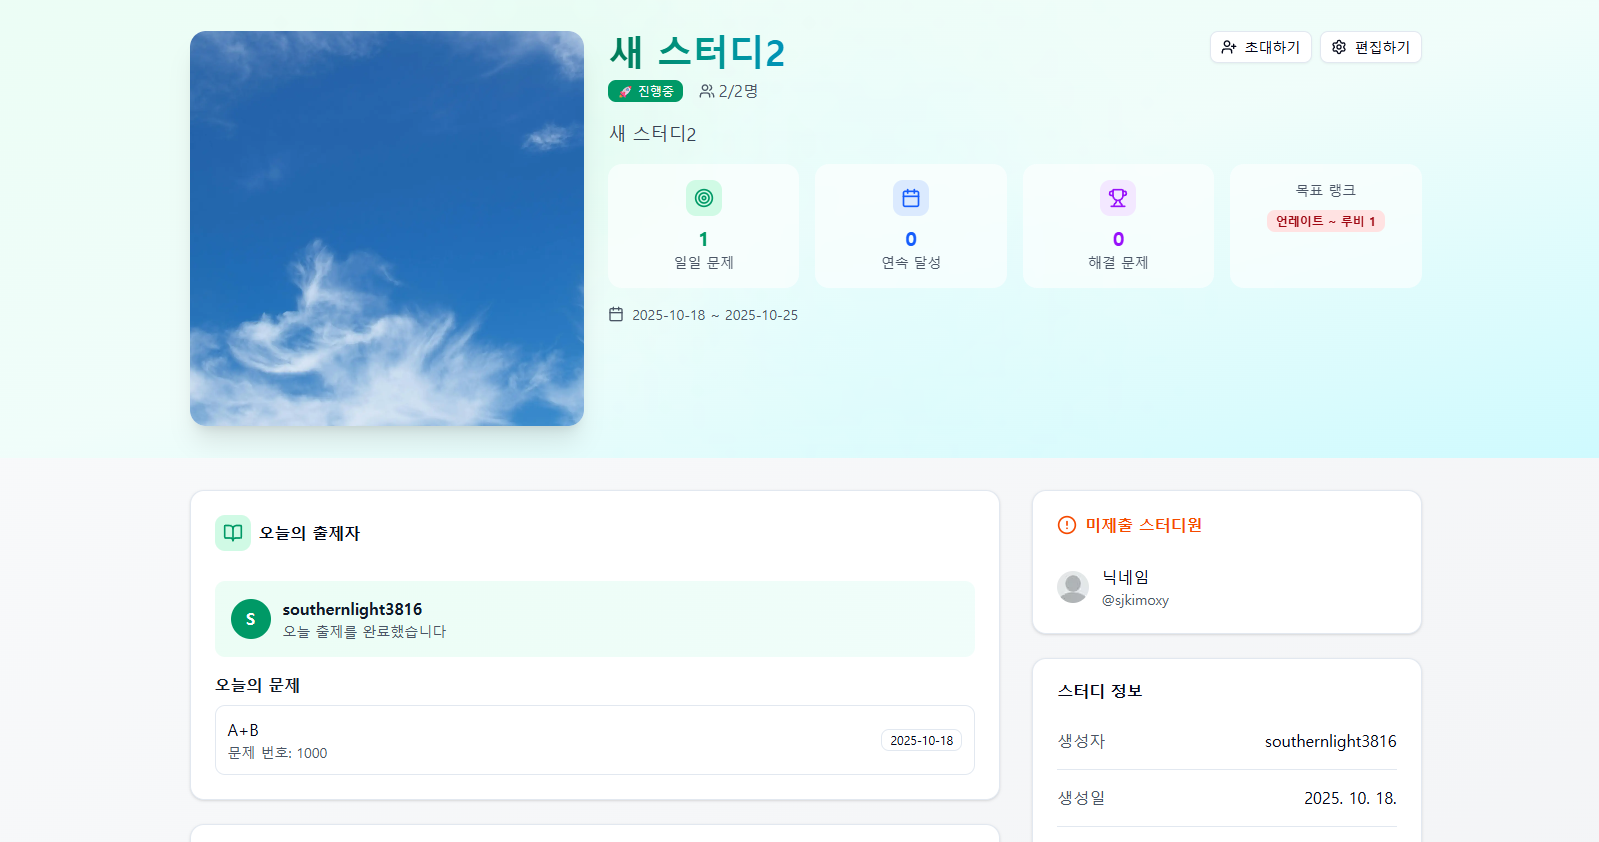 새 스터디2
초대하기
편집하기
🚀 진행중
2/2명
새 스터디2
1
일일 문제
0
연속 달성
0
해결 문제
목표 랭크
언레이트 ~ 루비 1
2025-10-18 ~ 2025-10-25
오늘의 출제자
S
southernlight3816
오늘 출제를 완료했습니다
오늘의 문제
A+B
문제 번호: 1000
2025-10-18
미제출 스터디원
닉네임
@sjkimoxy
스터디 정보
생성자
southernlight3816
생성일
2025. 10. 18.